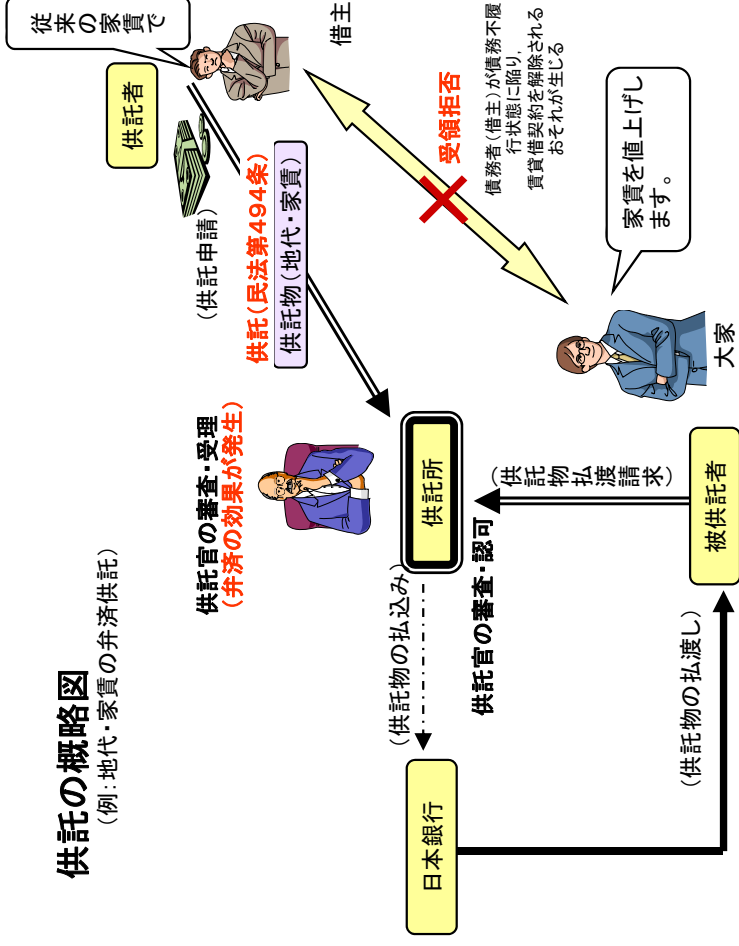 供託の概略図
(例:地代・家賃の弁済供託)
供託官の審査・受理
(弁済の効果が発生)
(供託申請)
供託(民法第494条)
供託物(地代・家賃)
供託者
従来の家賃で
借主
受領拒否
債務者(借主)が債務不履
行状態に陥り,
賃貸借契約を解除される
おそれが生じる
家賃を値上げし
ます。
大家
日本銀行
(供託物の払込み)
供託所
供託官の審査・認可
(供託物払渡請求)
被供託者
(供託物の払渡し)